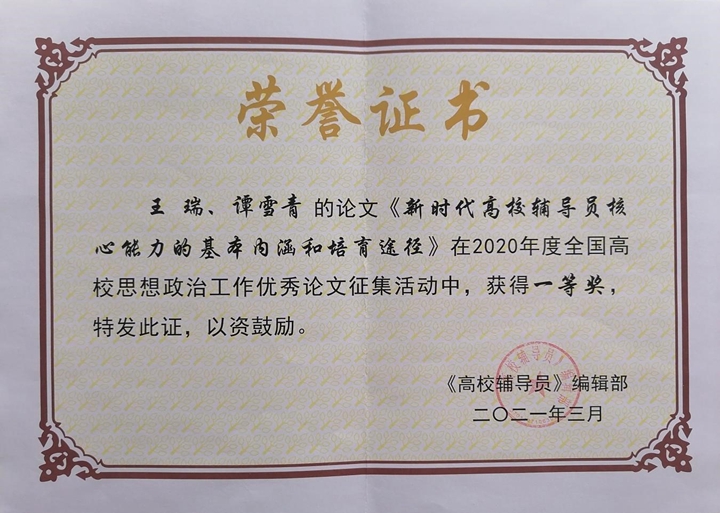 荣誉证书
王 瑞、谭雪青的论文《新时代高校辅导员核
心能力的基本内涵和培育途径》在2020年度全国高
校思想政治工作优秀论文征集活动中，获得一等奖，
特发此证，以资鼓励。
《高校辅导员》编辑部
二〇二一年三月